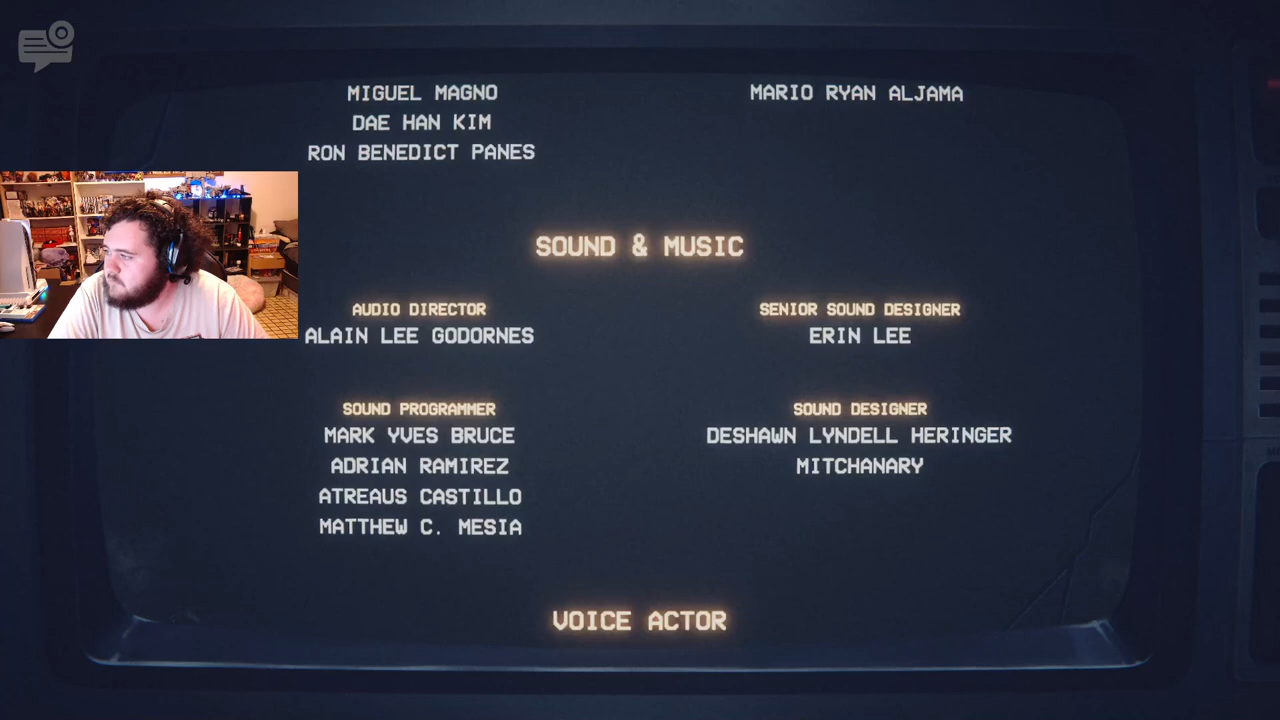 MIGUEL MAGNO
DAE HAN KIM
RON BENEDICT PANES
MARIO RYAN ALJAMA
SOUND & MUSIC
AUDIO DIRECTOR
ALAIN LEE GODORNES
SENIOR SOUND DESIGNER
ERIN LEE
SOUND PROGRAMMER
MARK YVES BRUCE
ADRIAN RAMIREZ
ATREAUS CASTILLO
MATTHEW C. MESIA
SOUND DESIGNER
DESHAWN LYNDELL HERINGER
MITCHANARY
VOICE ACTOR